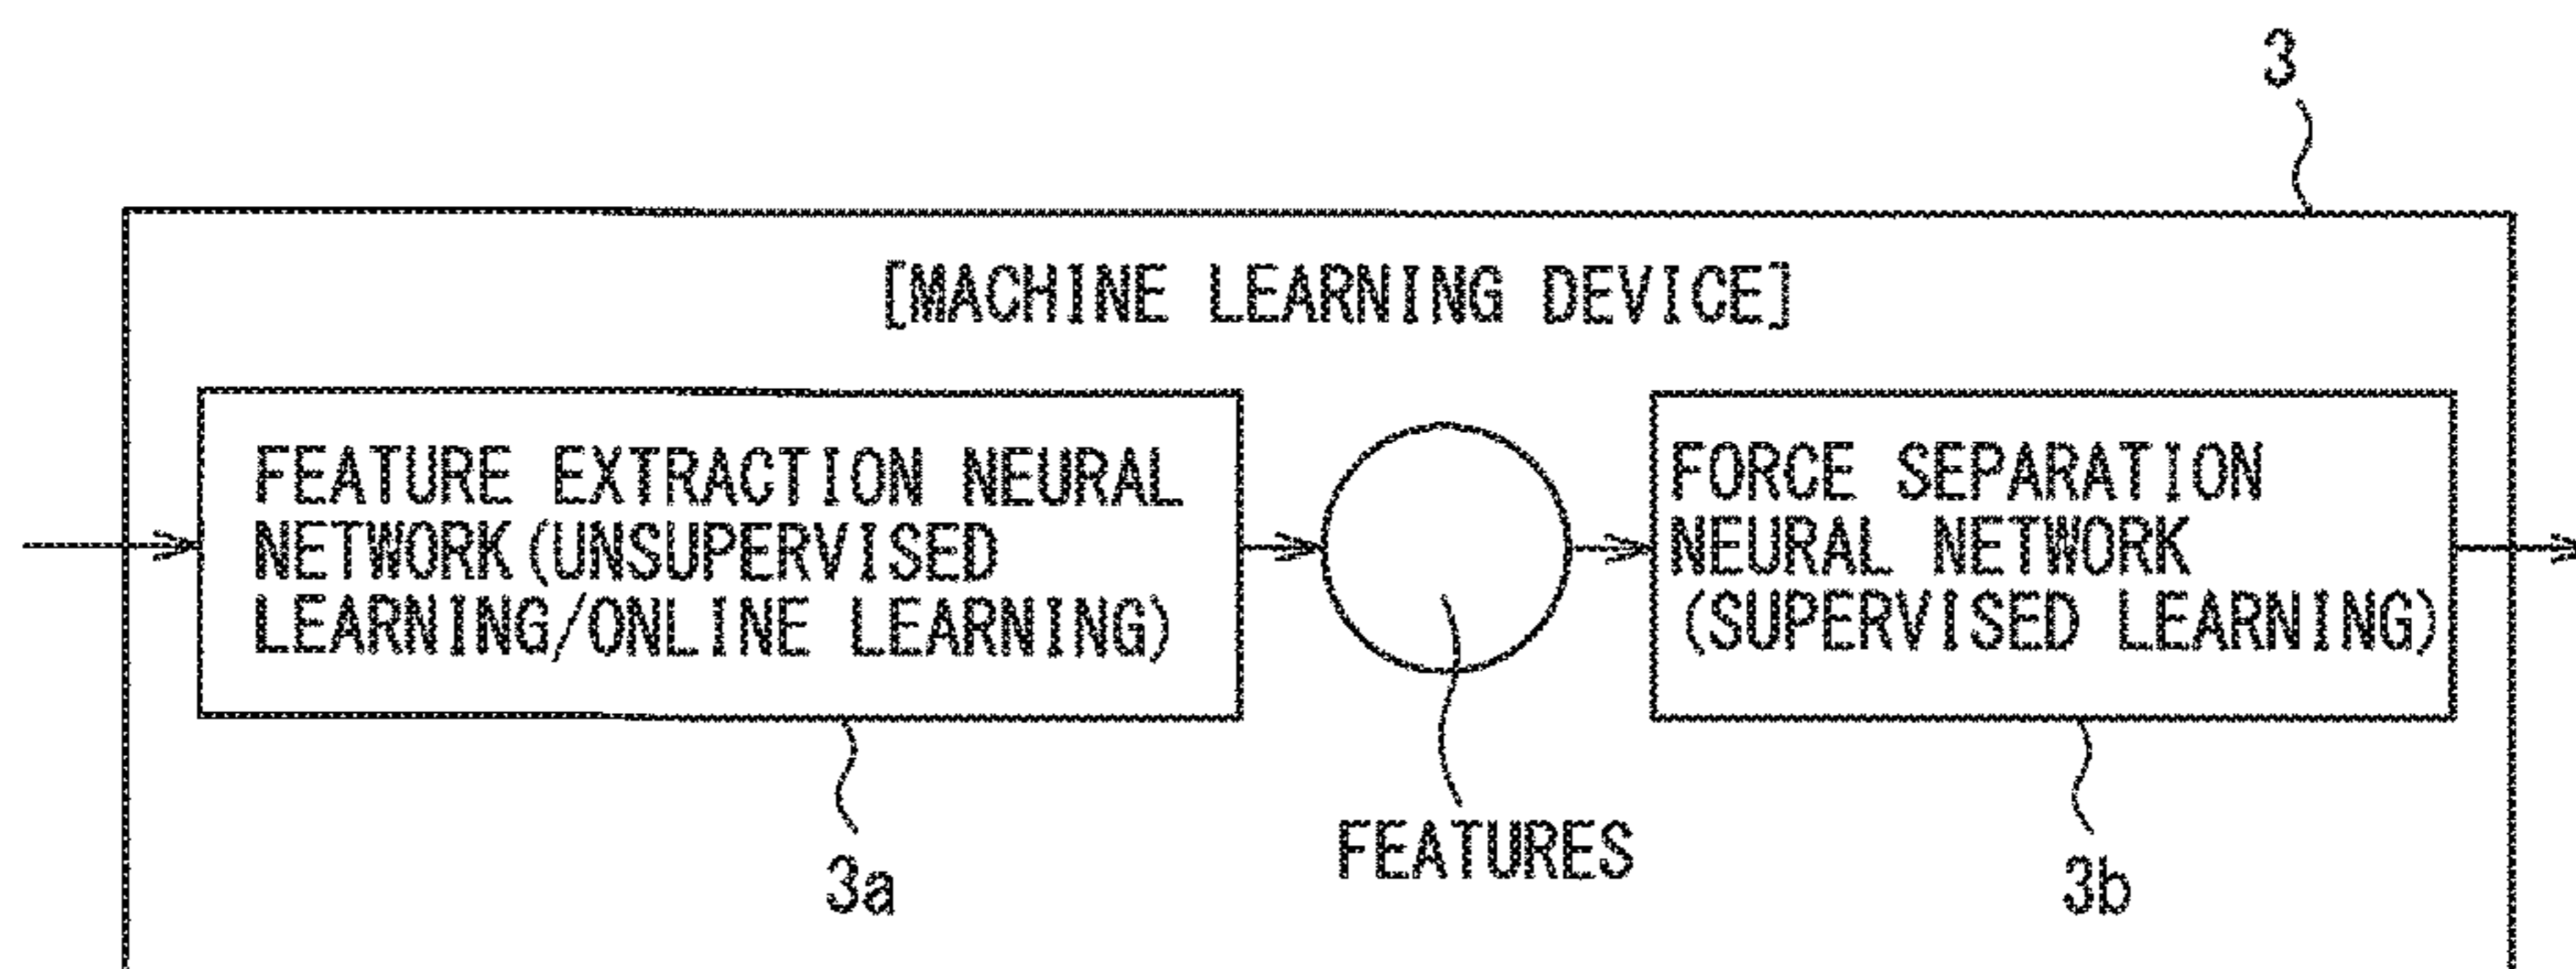 3
[MACHINE LEARNING DEVICE]
FEATURE EXTRACTION NEURAL
NETWORK(UNSUPERVISED
LEARNING/ONLINE LEARNING)
FORCE SEPARATION
NEURAL NETWORK
(SUPERVISED LEARNING)
FEATURES
3a
3b